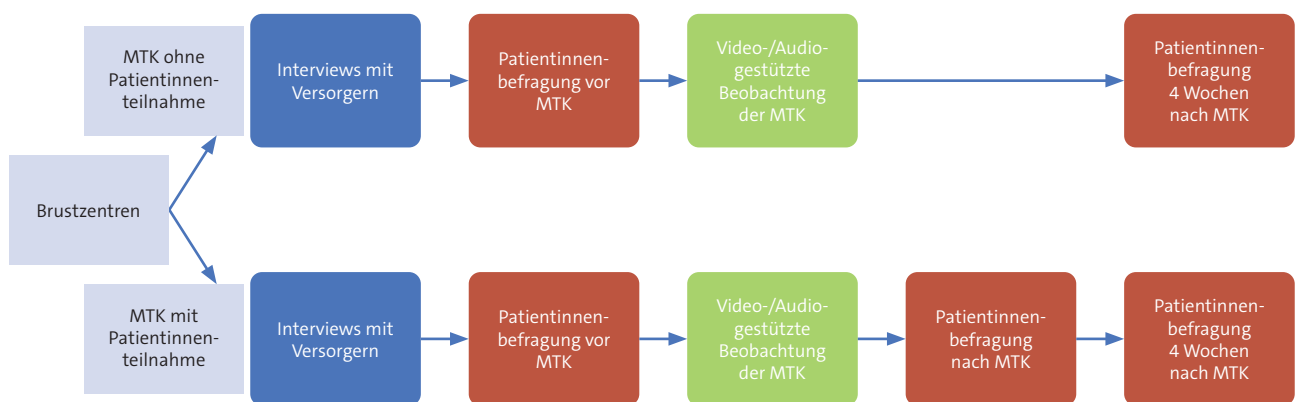 MTK ohne
Patientinnen-
teilnahme
Interviews mit
Versorgern
Patientinnen-
befragung vor
MTK
Video-/Audio-
gestützte
Beobachtung
der MTK
Patientinnen-
befragung
4 Wochen
nach MTK
Brustzentren
MTK mit
Patientinnen-
teilnahme
Interviews mit
Versorgern
Patientinnen-
befragung vor
MTK
Video-/Audio-
gestützte
Beobachtung
der MTK
Patientinnen-
befragung
nach MTK
Patientinnen-
befragung
4 Wochen
nach MTK